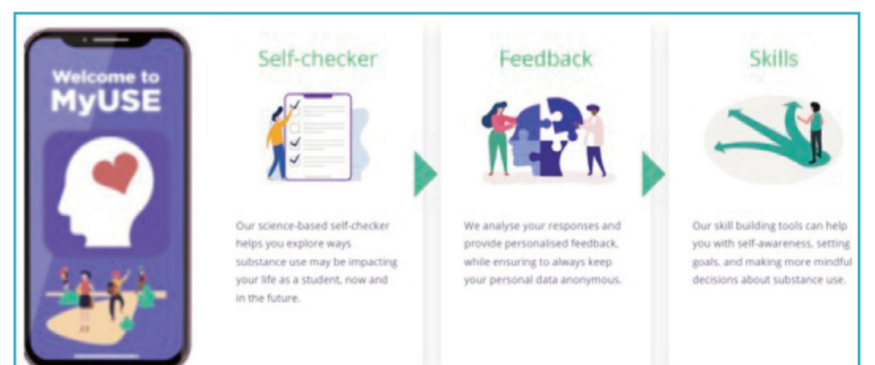 Welcome to
MyUSE
Self-checker
Our science-based self-checker
helps you explore ways
substance use may be impacting
your life as a student, now and
in the future.
Feedback
We analyse your responses and
provide personalised feedback,
while ensuring to always keep
your personal data anonymous.
Skills
Our skill building tools can help
you with self-awareness, setting
goals, and making more mindful
decisions about substance use.